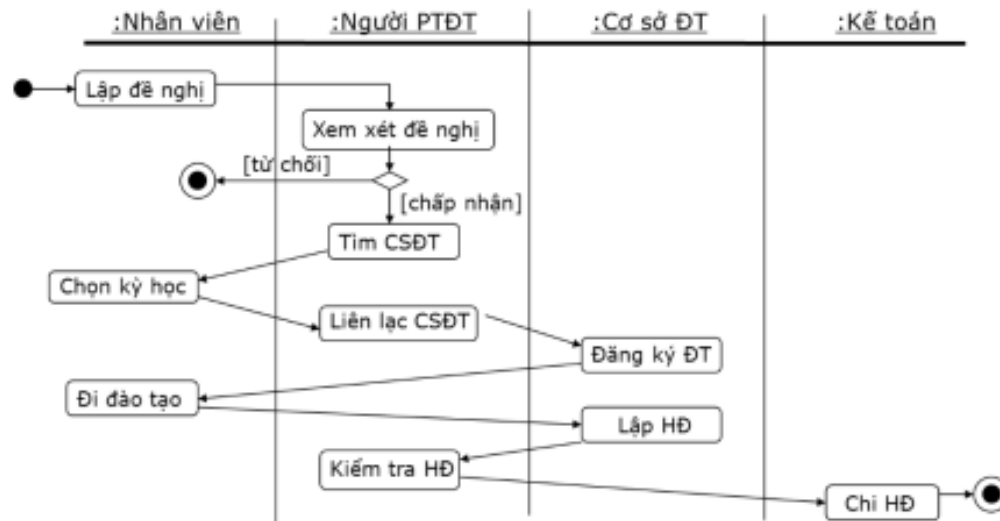 :Nhân viên
:Người PTĐT
:Cơ sở ĐT
:Kế toán
Lập đề nghị
Xem xét đề nghị
[từ chối]
[chấp nhận]
Tìm CSĐT
Chọn kỳ học
Liên lạc CSĐT
Đăng ký ĐT
Đi đào tạo
Lập HĐ
Kiểm tra HĐ
Chi HĐ